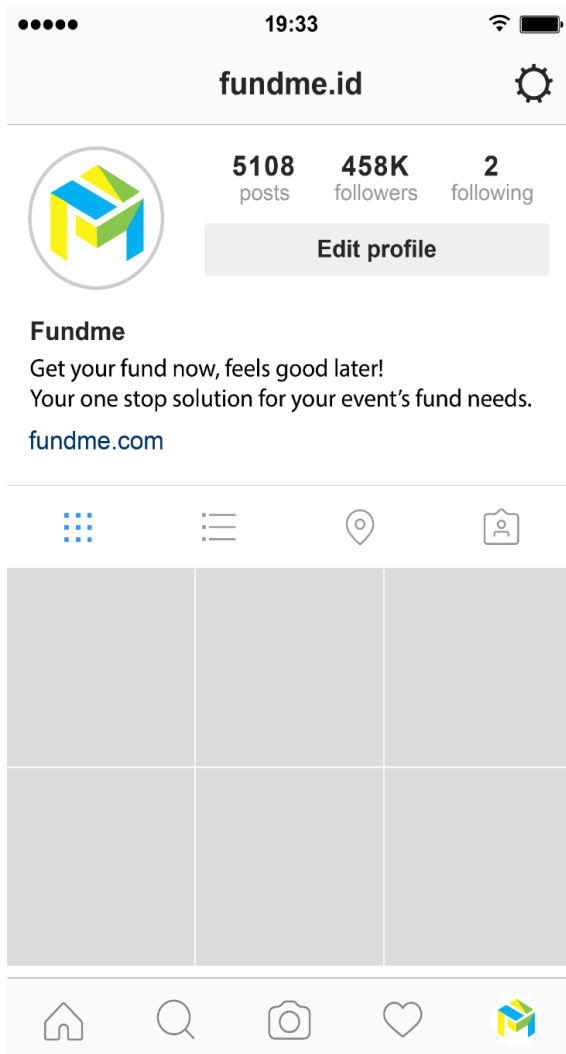 19:33
fundme.id
5108 458K 2
posts followers following
Edit profile
Fundme
Get your fund now, feels good later!
Your one stop solution for your event’s fund needs.
fundme.com